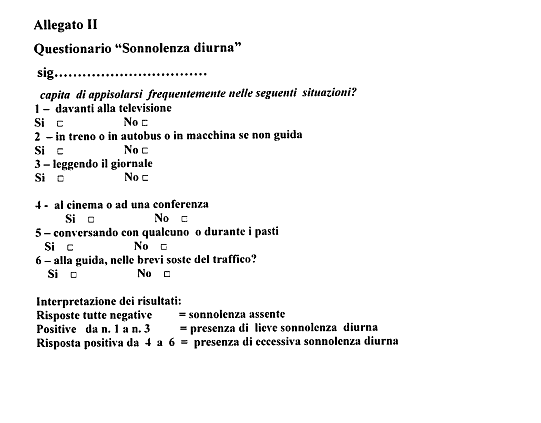 Allegato II
Questionario “Sonnolenza diurna”
sig.................................
capita di appisolarsi frequentemente nelle seguenti situazioni?
1 – davanti alla televisione
Si □ No □
2 – in treno o in autobus o in macchina se non guida
Si □ No □
3 – leggendo il giornale
Si □ No □
4 - al cinema o ad una conferenza
Si □ No □
5 – conversando con qualcuno o durante i pasti
Si □ No □
6 – alla guida, nelle brevi soste del traffico?
Si □ No □
Interpretazione dei risultati:
Risposte tutte negative = sonnolenza assente
Positive da n. 1 a n. 3 = presenza di lieve sonnolenza diurna
Risposta positiva da 4 a 6 = presenza di eccessiva sonnolenza diurna